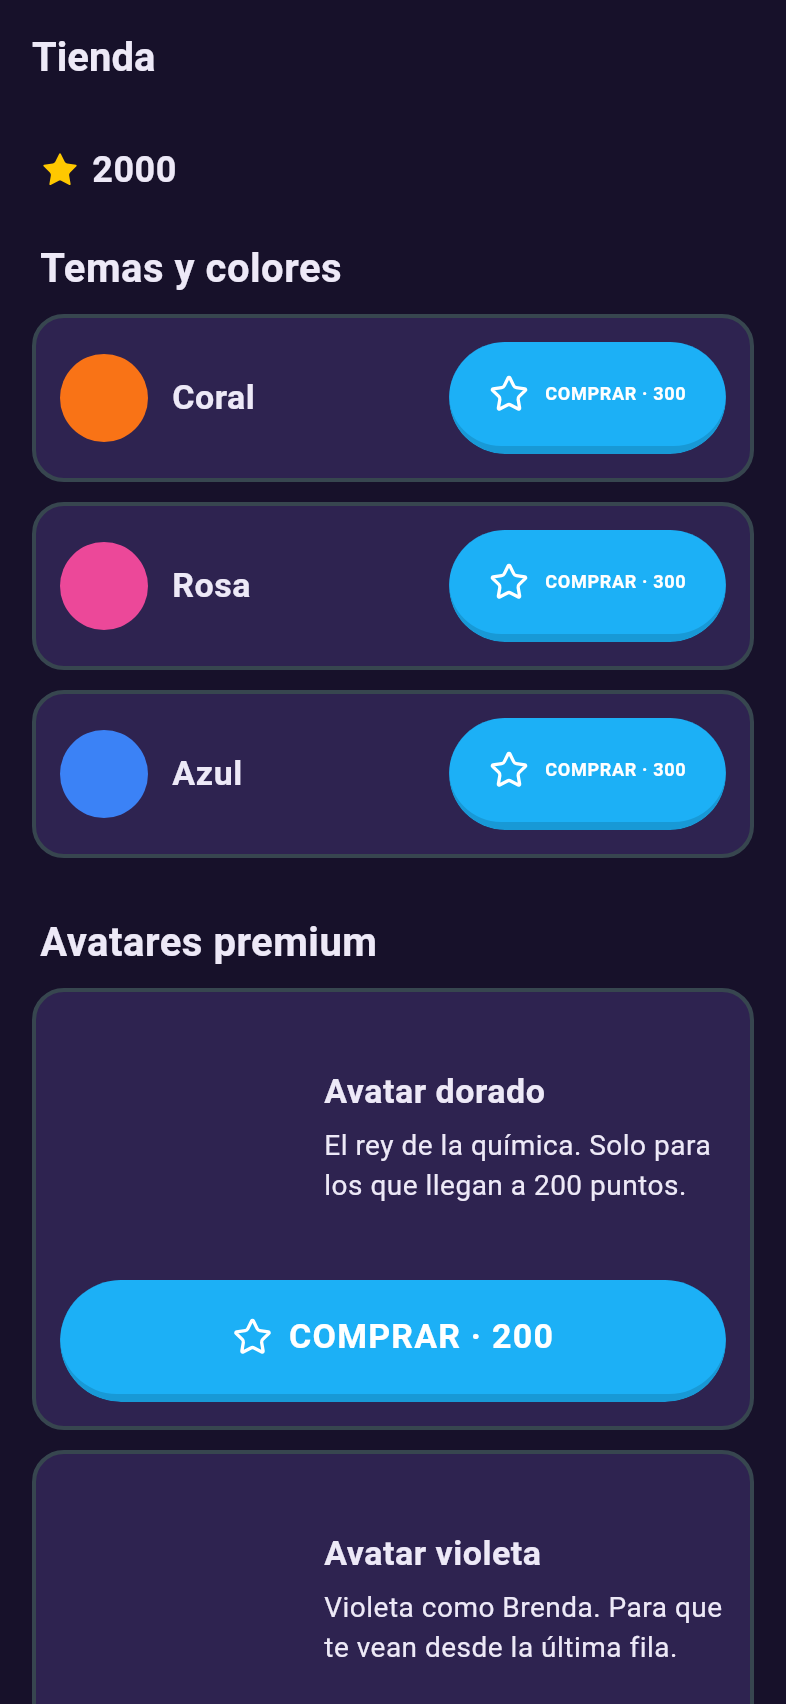 Tienda
2000
Temas y colores
Coral
COMPRAR · 300
Rosa
COMPRAR · 300
Azul
COMPRAR · 300
Avatares premium
Avatar dorado
El rey de la química. Solo para
los que llegan a 200 puntos.
COMPRAR · 200
Avatar violeta
Violeta como Brenda. Para que
te vean desde la última fila.